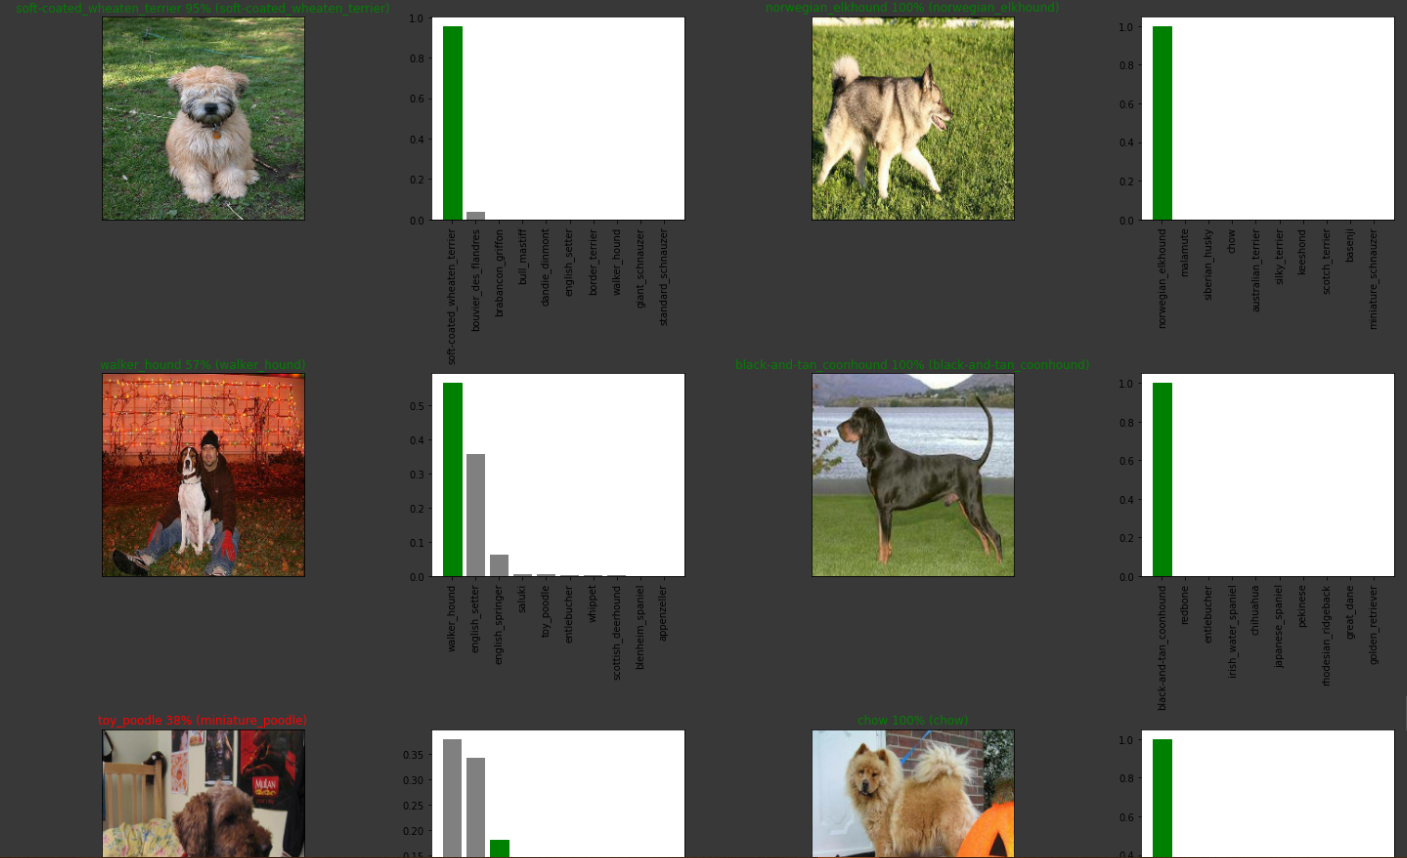 soft-coated_wheaten_terrier 95% (soft-coated_wheaten_terrier)
1.0
0.8
0.6
0.4
0.2
0.0
soft-coated_wheaten_terrier
bouvier_des_flandres
brabancon_griffon
bull_mastiff
dandie_dinmont
english_setter
border_terrier
walker_hound
giant_schnauzer
standard_schnauzer
norwegian_elkhound 100% (norwegian_elkhound)
1.0
0.8
0.6
0.4
0.2
0.0
norwegian_elkhound
malamute
siberian_husky
chow
australian_terrier
silky_terrier
keeshond
scotch_terrier
basenji
miniature_schnauzer
walker_hound 57% (walker_hound)
0.5
0.4
0.3
0.2
0.1
0.0
walker_hound
english_setter
english_springer
saluki
toy_poodle
entlebucher
whippet
scottish_deerhound
blenheim_spaniel
appenzeller
black-and-tan_coonhound 100% (black-and-tan_coonhound)
1.0
0.8
0.6
0.4
0.2
0.0
black-and-tan_coonhound
redbone
entlebucher
irish_water_spaniel
chihuahua
japanese_spaniel
pekinese
rhodesian_ridgeback
great_dane
golden_retriever
toy_poodle 38% (miniature_poodle)
MULAN
0.35
0.30
0.25
0.20
0.15
chow 100% (chow)
1.0
0.8
0.6
0.4